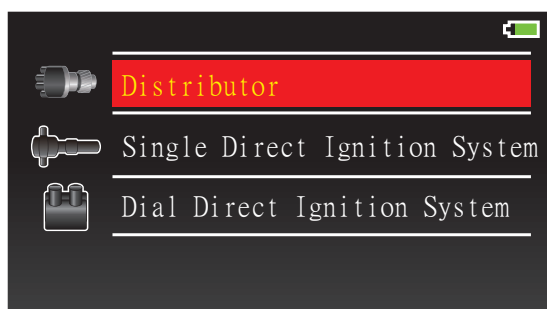 Distributor
Single Direct Ignition System
Dial Direct Ignition System